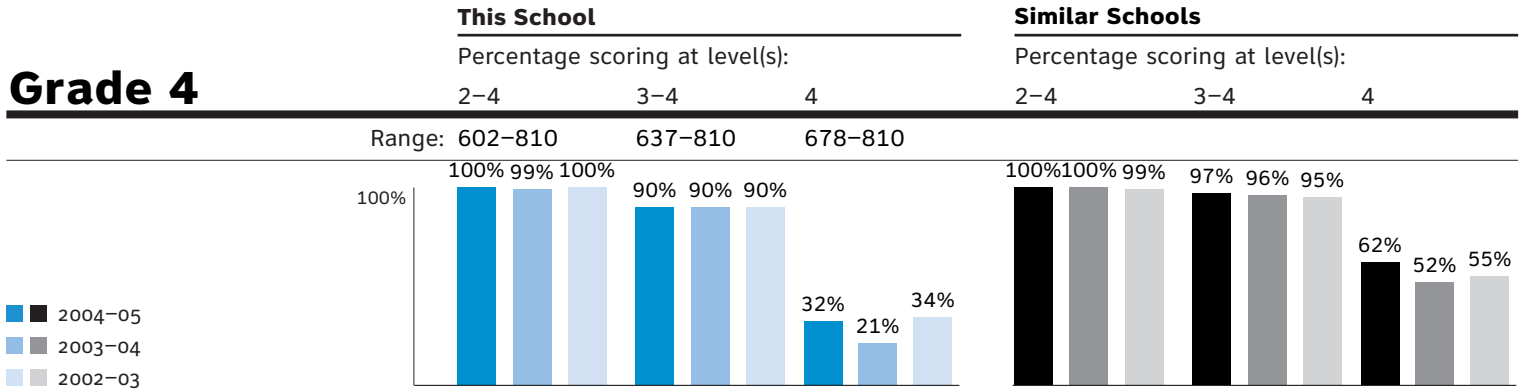 This School Similar Schools
Percentage scoring at level(s): Percentage scoring at level(s):
Grade 4 2–4 3–4 4 2–4 3–4 4
Range: 602–810 637–810 678–810
100% 99% 100% 90% 90% 90% 32% 21% 34% 100% 100% 99% 97% 96% 95% 62% 52% 55%
100%
2004–05
2003–04
2002–03